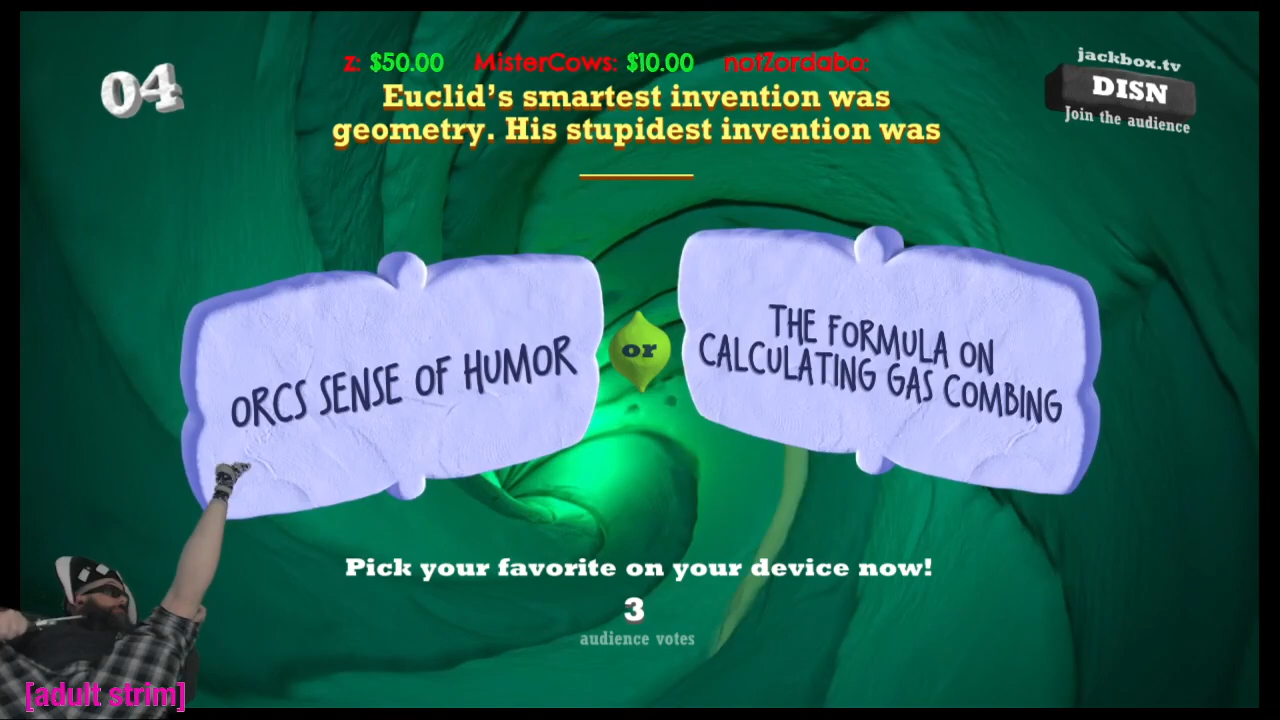 z: $50.00 MisterCows: $10.00 notZordabo:
04
jackbox.tv
DISN
Join the audience
Euclid's smartest invention was
geometry. His stupidest invention was
ORCS SENSE OF HUMOR
or
THE FORMULA ON
CALCULATING GAS COMBING
Pick your favorite on your device now!
3
audience votes
[adult strim]